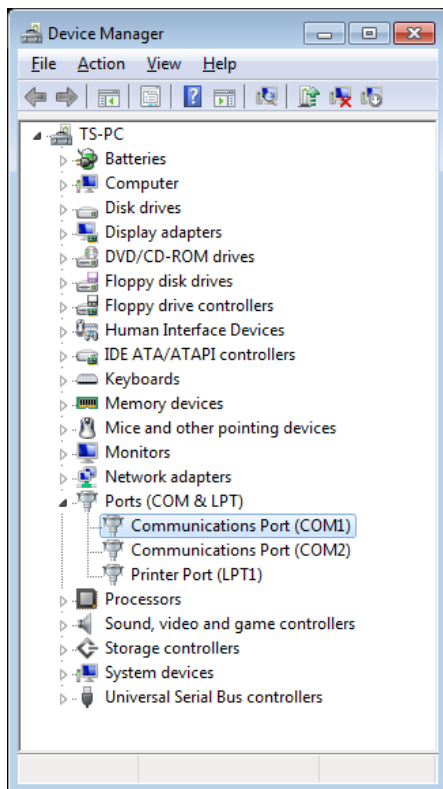 Device Manager
File Action View Help
TS-PC
Batteries
Computer
Disk drives
Display adapters
DVD/CD-ROM drives
Floppy disk drives
Floppy drive controllers
Human Interface Devices
IDE ATA/ATAPI controllers
Keyboards
Memory devices
Mice and other pointing devices
Monitors
Network adapters
Ports (COM & LPT)
Communications Port (COM1)
Communications Port (COM2)
Printer Port (LPT1)
Processors
Sound, video and game controllers
Storage controllers
System devices
Universal Serial Bus controllers